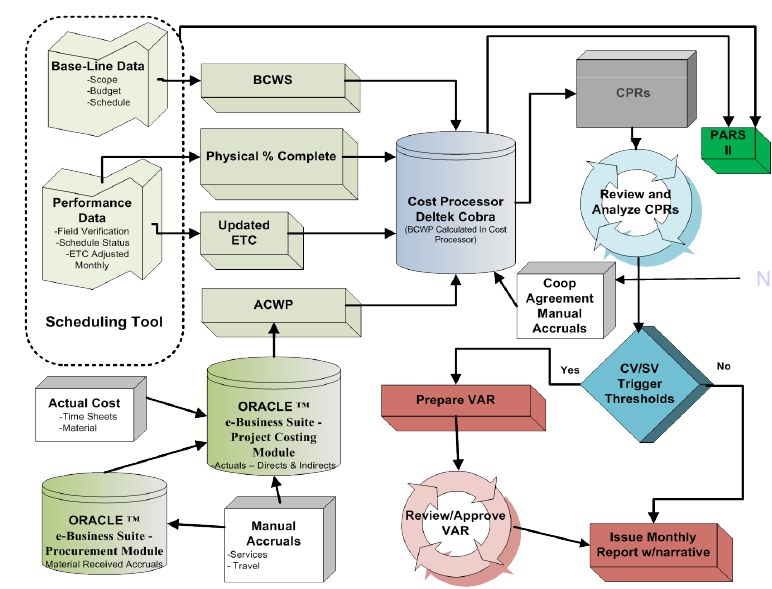 Base-Line Data
-Scope
-Budget
-Schedule
BCWS
CPRs
PARS
II
Physical % Complete
Performance
Data
-Field Verification
-Schedule Status
-ETC Adjusted
Monthly
Updated
ETC
Cost Processor
Deltek Cobra
(BCWP Calculated In Cost
Processor)
Review and
Analyze CPRs
Scheduling Tool
ACWP
Coop
Agreement
Manual
Accruals
N
Actual Cost
-Time Sheets
-Material
ORACLE ™
e-Business Suite -
Project Costing
Module
-Actuals – Directs & Indirects
Yes
CV/SV
Trigger
Thresholds
No
Prepare VAR
ORACLE ™
e-Business Suite -
Procurement Module
Material Received Accruals
Manual
Accruals
-Services
- Travel
Review/Approve
VAR
Issue Monthly
Report w/narrative